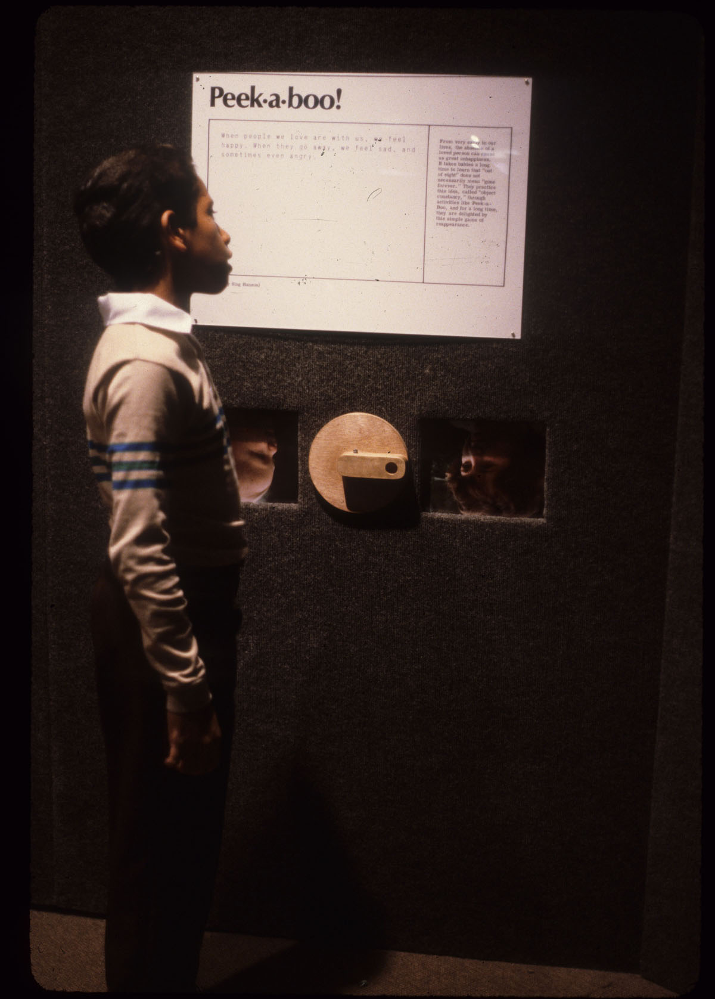 Peek·a·boo!
When people we love are with us, we feel
happy. When they go away, we feel sad, and
sometimes even angry.
From very early in our
lives, the absence of a
loved person can cause
us great unhappiness.
It takes babies a long
time to learn that "out
of sight" does not
necessarily mean "gone
forever." They practice
this idea, called "object
constancy," through
activities like Peek-a-
Boo, and for a long time,
they are delighted by
this simple game of
reappearance.
Sing Hanson)